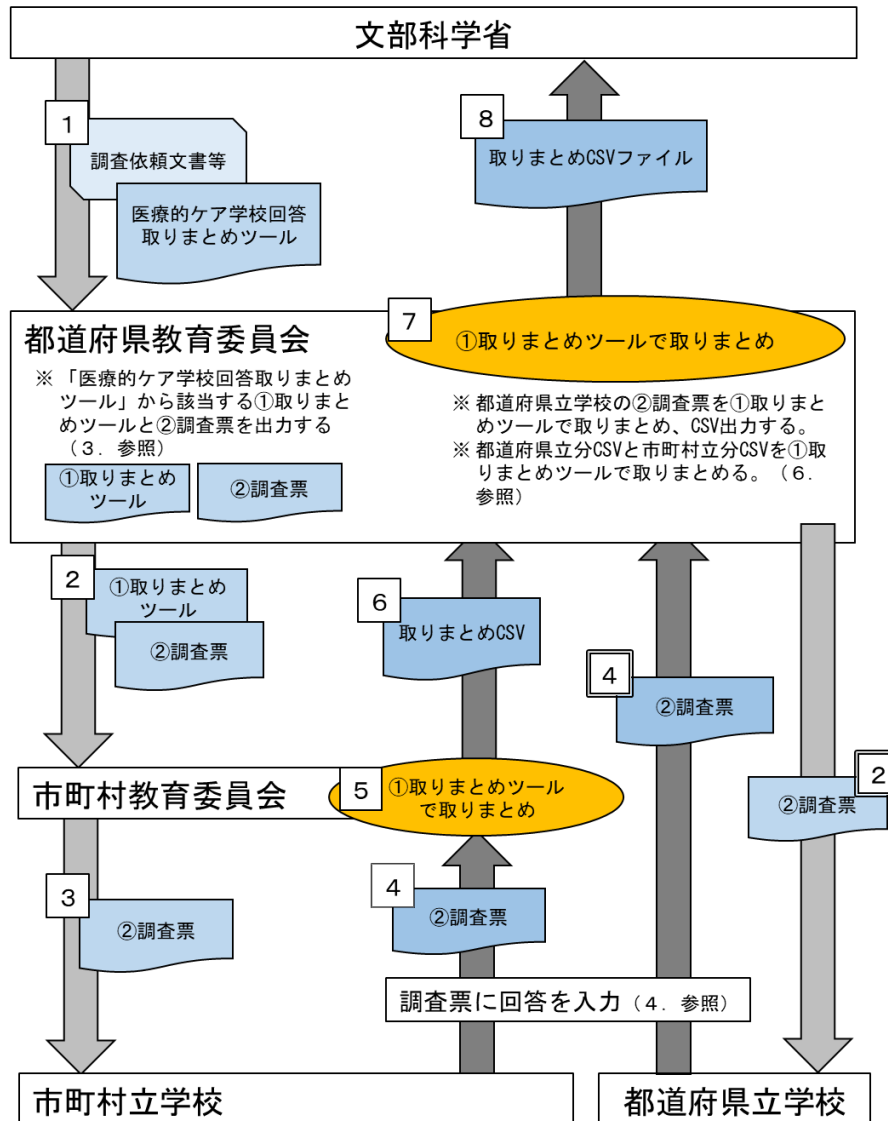 文部科学省
1
調査依頼文書等
医療的ケア学校回答
取りまとめツール
8
取りまとめCSVファイル
都道府県教育委員会
※ 「医療的ケア学校回答取りまとめ
ツール」から該当する①取りまと
めツールと②調査票を出力する
(3. 参照)
①取りまとめ
ツール
②調査票
7
①取りまとめツールで取りまとめ
※ 都道府県立学校の②調査票を①取りまと
めツールで取りまとめ、CSV出力する。
※ 都道府県立分CSVと市町村立分CSVを①取
りまとめツールで取りまとめる。(6.
参照)
2
①取りまとめ
ツール
②調査票
6
取りまとめCSV
4
②調査票
2
②調査票
市町村教育委員会
5
①取りまとめツール
で取りまとめ
3
②調査票
4
②調査票
調査票に回答を入力(4. 参照)
市町村立学校
都道府県立学校